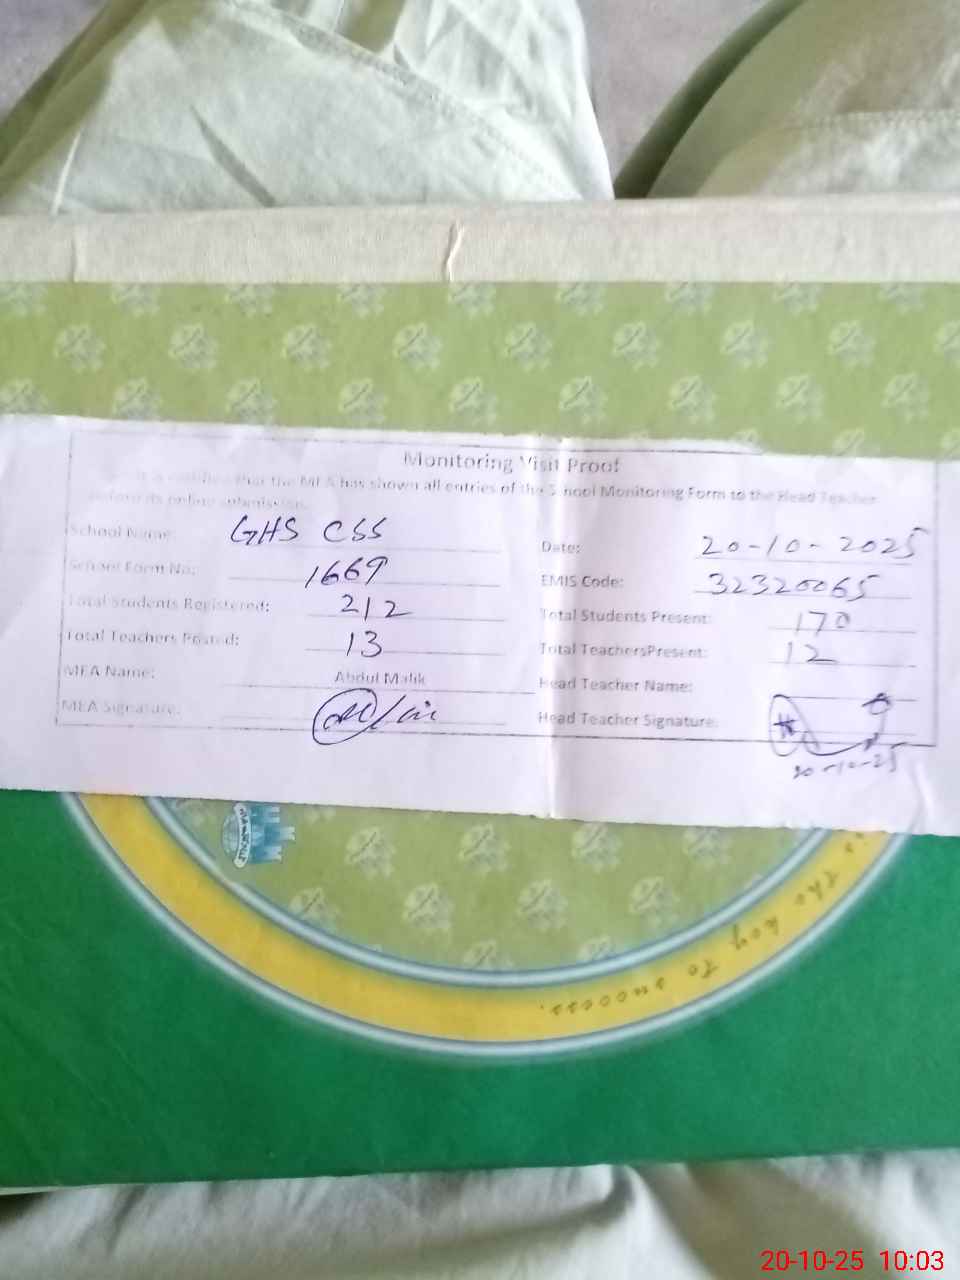 Monitoring Visit Proof
It is certified that the MEA has shown all entries of the School Monitoring Form to the Head Teacher
before its online submission.
School Name: GHS CSS
Date: 20-10-2025
School Form No: 1669
EMIS Code: 32320065
Total Students Registered: 212
Total Students Present: 170
Total Teachers Posted: 13
Total TeachersPresent: 12
MEA Name: Abdul Malik
Head Teacher Name:
MEA Signature:
Head Teacher Signature:
20-10-25
the key To success.
20-10-25 10:03